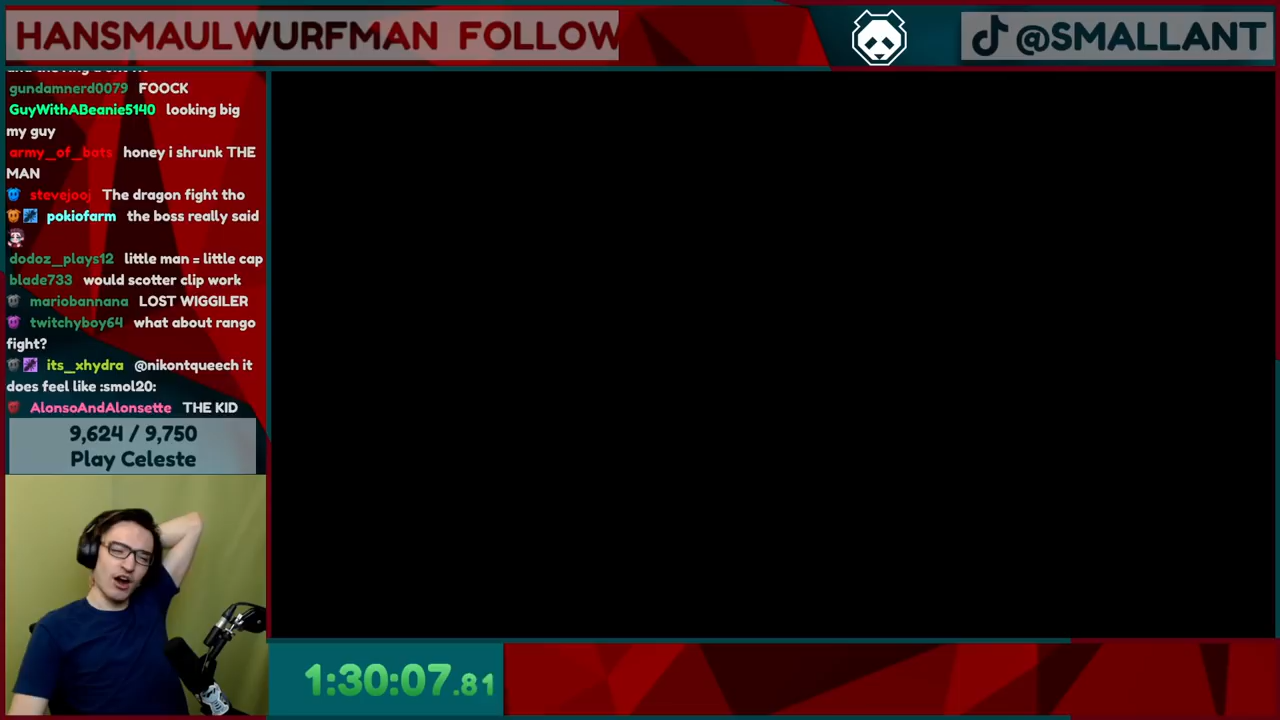 HANSMAULWURFMAN FOLLOW
@SMALLANT
gundamnerd0079 FOOCK
GuyWithABeanie5140 looking big
my guy
army_of_bats honey i shrunk THE
MAN
stevejooj The dragon fight tho
pokiofarm the boss really said
dodoz_plays12 little man = little cap
blade733 would scotter clip work
mariobannana LOST WIGGILER
twitchyboy64 what about rango
fight?
its_xhydra @nikontqueech it
does feel like :smol20:
AlonsoAndAlonsette THE KID
9,624 / 9,750
Play Celeste
1:30:07.81